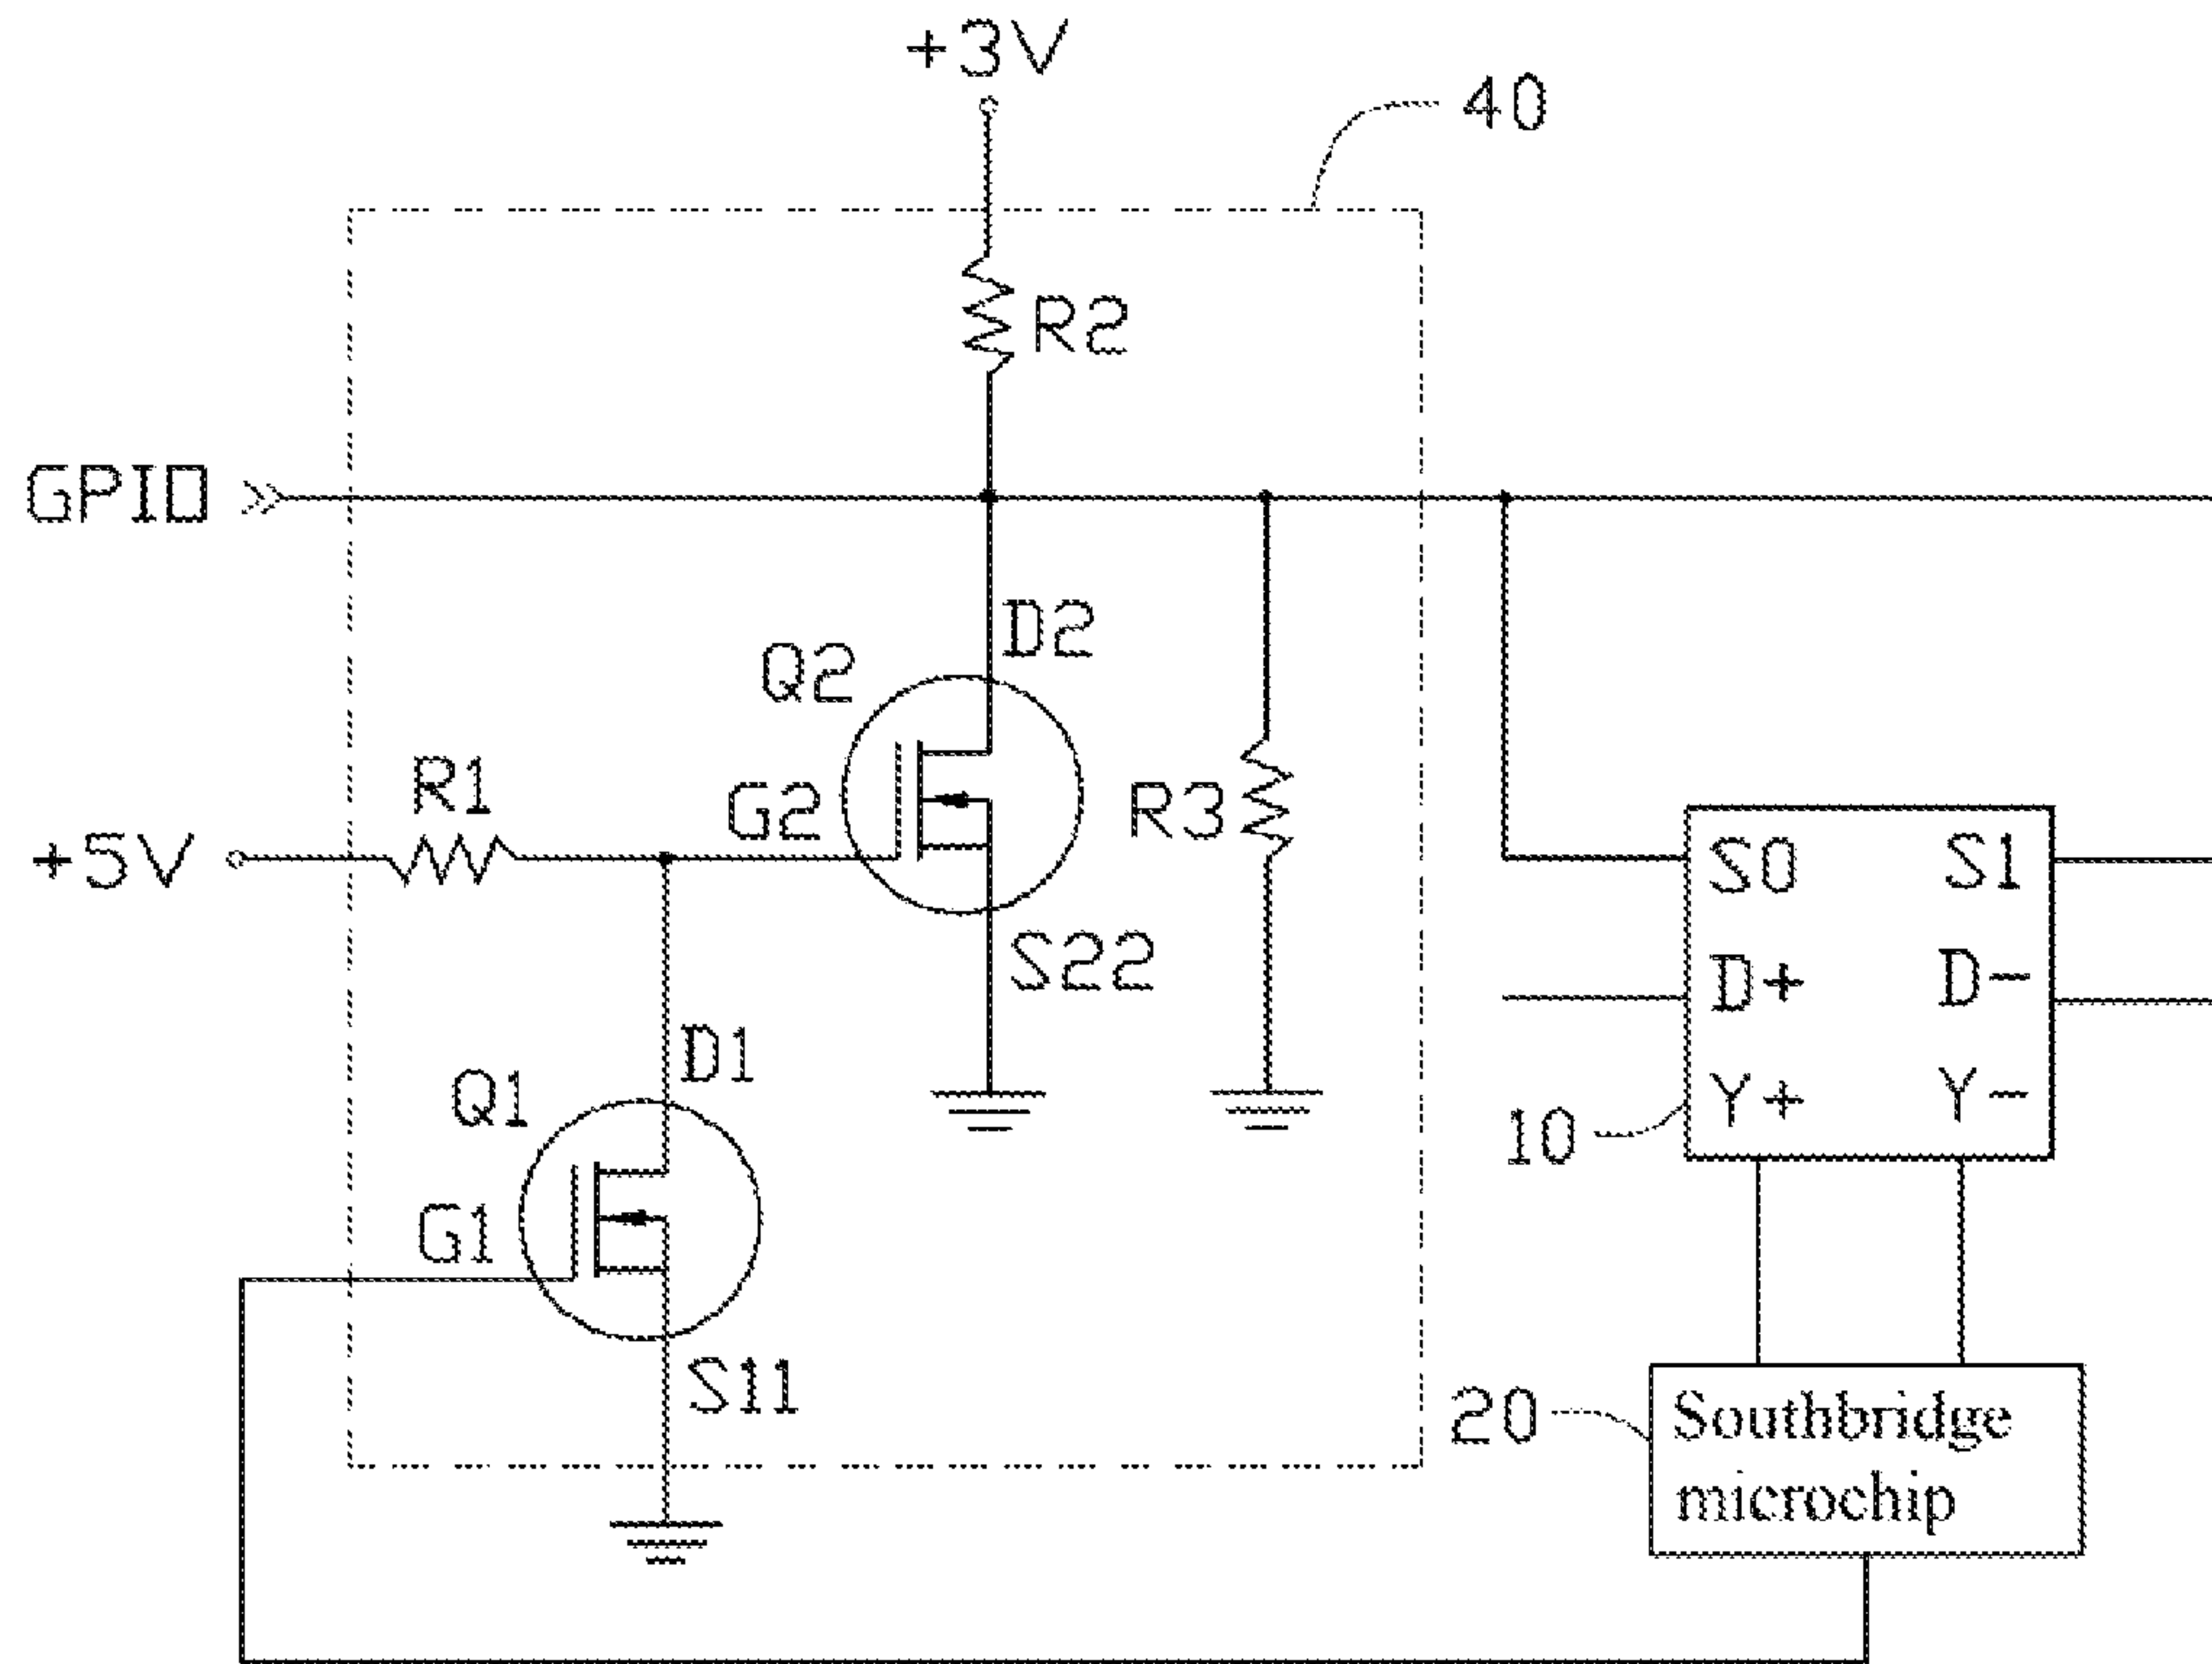 +3V
40
R2
GPIO
D2
Q2
R1
G2
R3
+5V
S0 S1
S22
D+ D-
D1
Q1
Y+ Y-
10
G1
S11
20
Southbridge
microchip